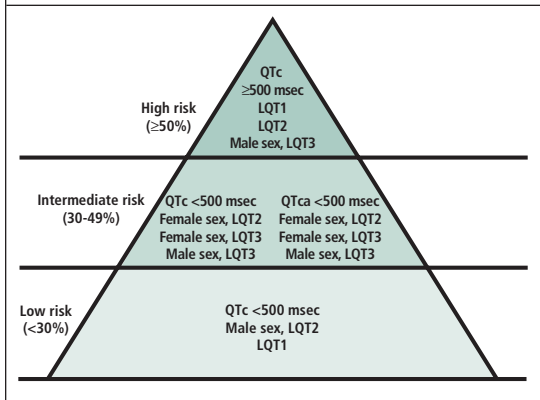 High risk
(≥50%)
QTc
≥500 msec
LQT1
LQT2
Male sex, LQT3
Intermediate risk
(30-49%)
QTc <500 msec
Female sex, LQT2
Female sex, LQT3
Male sex, LQT3
QTca <500 msec
Female sex, LQT2
Female sex, LQT3
Male sex, LQT3
Low risk
(<30%)
QTc <500 msec
Male sex, LQT2
LQT1